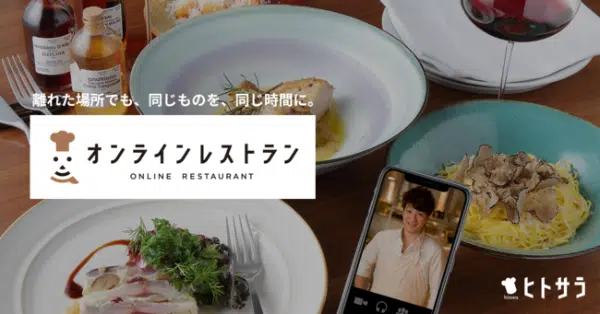 離れた場所でも、同じものを、同じ時間に。
オンラインレストラン
ONLINE RESTAURANT
ヒトサラ
hitosara